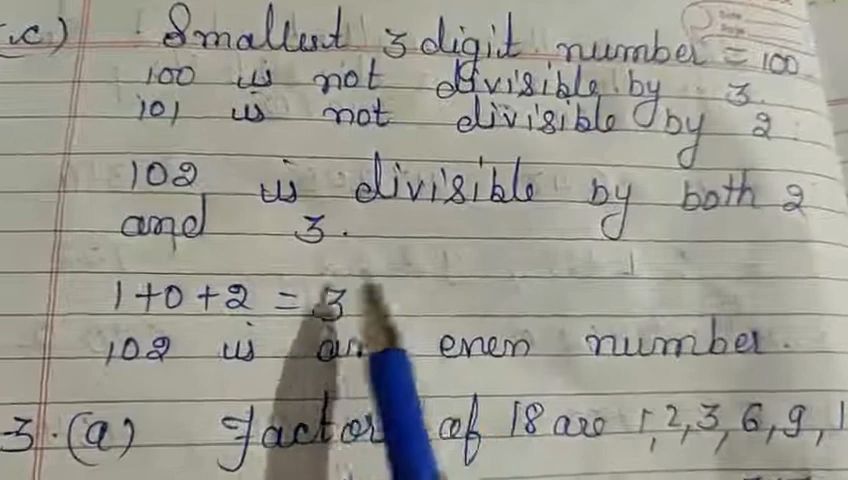 (c) Smallest 3 digit number = 100
100 is not divisible by 3.
101 is not divisible by 2
102 is divisible by both 2
and 3.
1+0+2 = 3
102 is an even number.
3.(a) Factor of 18 are 1,2,3,6,9,1